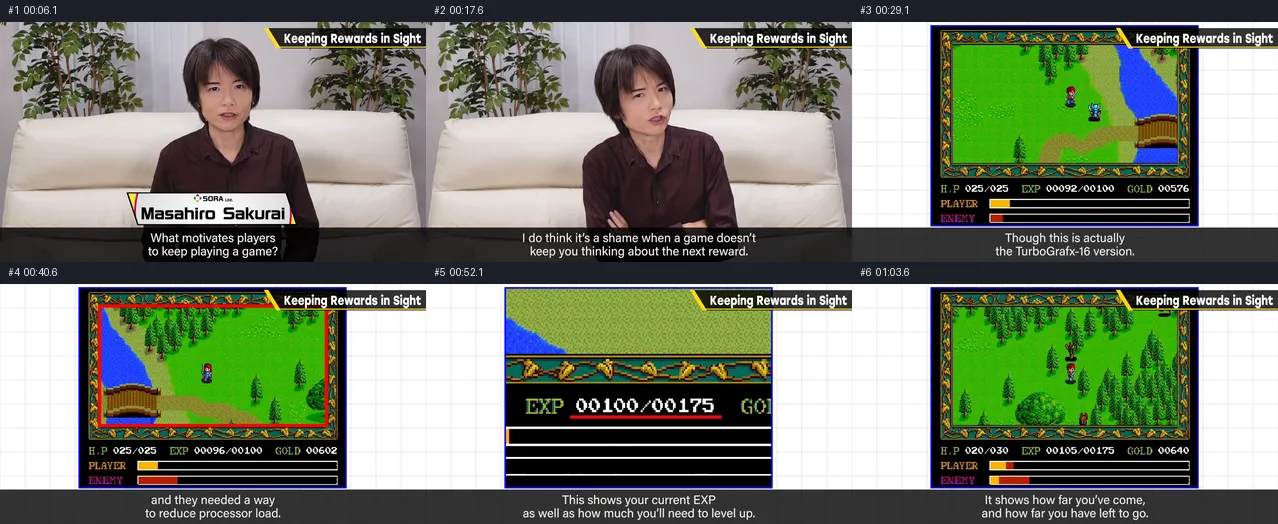 #1 00:06.1
Keeping Rewards in Sight
SORA Ltd.
Masahiro Sakurai
What motivates players
to keep playing a game?
#2 00:17.6
Keeping Rewards in Sight
I do think it's a shame when a game doesn't
keep you thinking about the next reward.
#3 00:29.1
Keeping Rewards in Sight
H.P 025/025 EXP 00092/00100 GOLD 00576
PLAYER
ENEMY
Though this is actually
the TurboGrafx-16 version.
#4 00:40.6
Keeping Rewards in Sight
H.P 025/025 EXP 00096/00100 GOLD 00602
PLAYER
ENEMY
and they needed a way
to reduce processor load.
#5 00:52.1
Keeping Rewards in Sight
EXP 00100/00175 GOL
This shows your current EXP
as well as how much you'll need to level up.
#6 01:03.6
Keeping Rewards in Sight
H.P 020/030 EXP 00105/00175 GOLD 00640
PLAYER
ENEMY
It shows how far you've come,
and how far you have left to go.